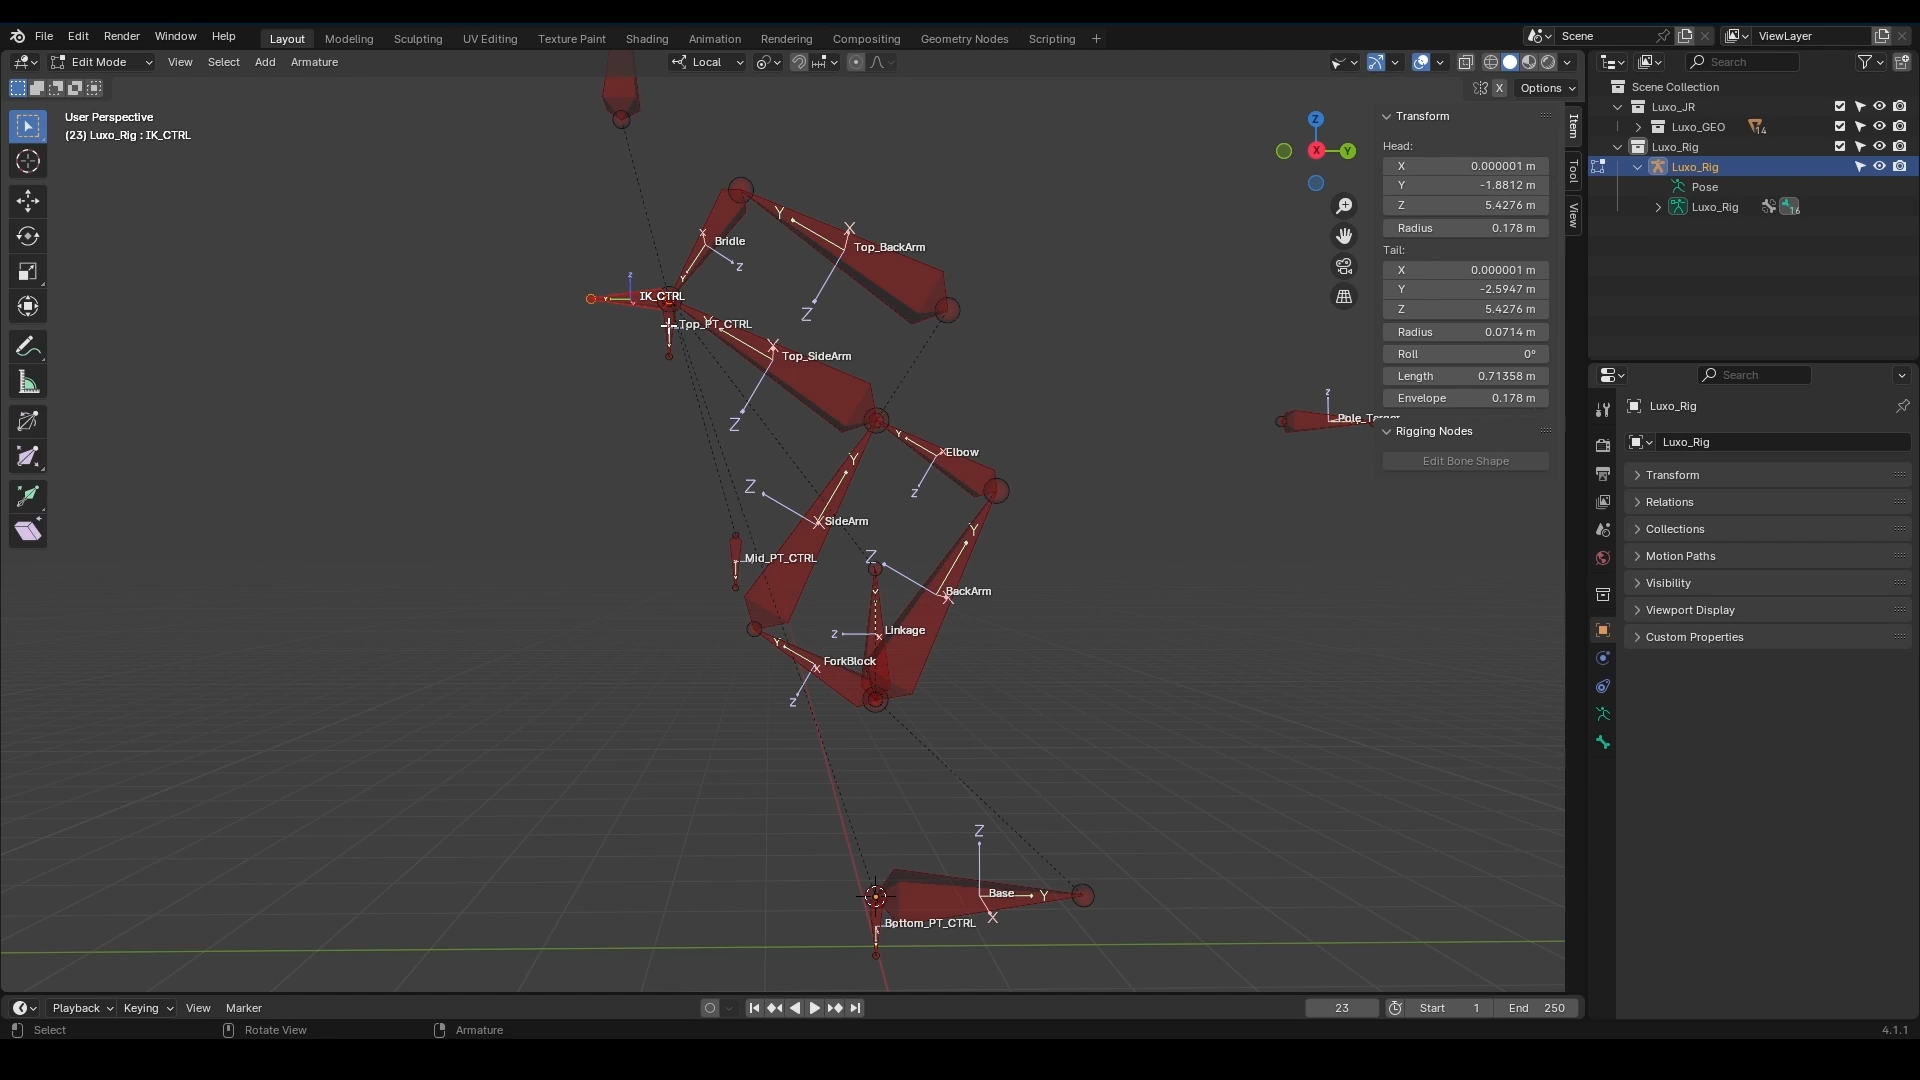 File Edit Render Window Help Layout Modeling Sculpting UV Editing Texture Paint Shading Animation Rendering Compositing Geometry Nodes Scripting + Scene ViewLayer
Edit Mode View Select Add Armature Local Search
X Options
User Perspective
(23) Luxo_Rig : IK_CTRL
Scene Collection
Luxo_JR
Luxo_GEO 14
Luxo_Rig
Luxo_Rig
Pose
Luxo_Rig 16
Z
X
Y
Transform
Head:
X 0.000001 m
Y -1.8812 m
Z 5.4276 m
Radius 0.178 m
Tail:
X 0.000001 m
Y -2.5947 m
Z 5.4276 m
Radius 0.0714 m
Roll 0°
Length 0.71358 m
Envelope 0.178 m
Rigging Nodes
Edit Bone Shape
Item
Tool
View
Bridle
Top_BackArm
IK_CTRL
Top_PT_CTRL
Top_SideArm
Elbow
SideArm
Mid_PT_CTRL
BackArm
Linkage
ForkBlock
Base
Bottom_PT_CTRL
Search
Luxo_Rig
Luxo_Rig
Transform
Relations
Collections
Motion Paths
Visibility
Viewport Display
Custom Properties
Playback Keying View Marker 23 Start 1 End 250
Select Rotate View Armature 4.1.1